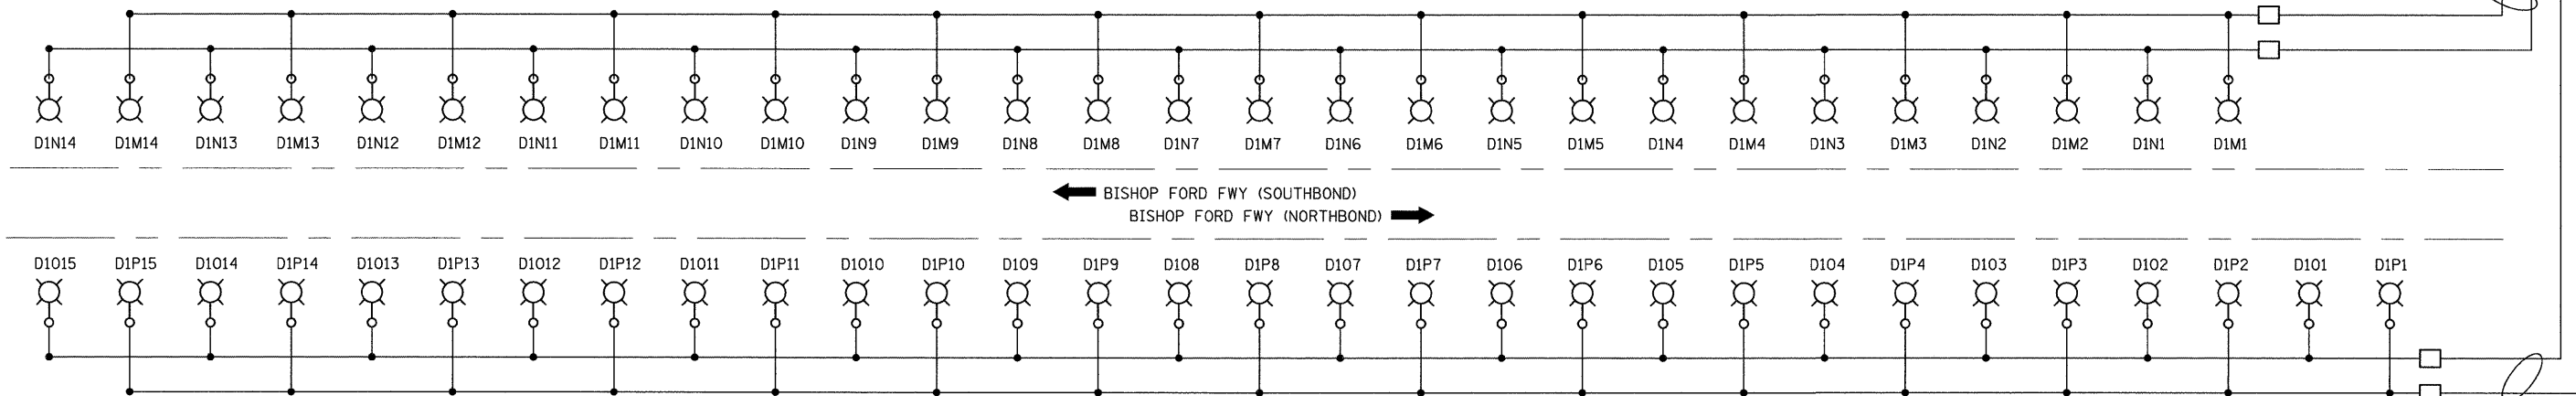 D1N14 D1M14 D1N13 D1M13 D1N12 D1M12 D1N11 D1M11 D1N10 D1M10 D1N9 D1M9 D1N8 D1M8 D1N7 D1M7 D1N6 D1M6 D1N5 D1M5 D1N4 D1M4 D1N3 D1M3 D1N2 D1M2 D1N1 D1M1
BISHOP FORD FWY (SOUTHBOND)
BISHOP FORD FWY (NORTHBOND)
D1O15 D1P15 D1O14 D1P14 D1O13 D1P13 D1O12 D1P12 D1O11 D1P11 D1O10 D1P10 D1O9 D1P9 D1O8 D1P8 D1O7 D1P7 D1O6 D1P6 D1O5 D1P5 D1O4 D1P4 D1O3 D1P3 D1O2 D1P2 D1O1 D1P1